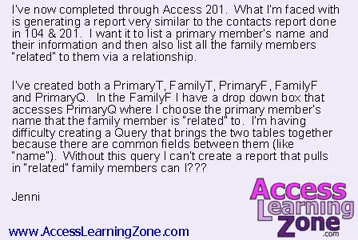 I've now completed through Access 201. What I'm faced with
is generating a report very similar to the contacts report done
in 104 & 201. I want it to list a primary member's name and
their information and then also list all the family members
"related" to them via a relationship.
I've created both a PrimaryT, FamilyT, PrimaryF, FamilyF
and PrimaryQ. In the FamilyF I have a drop down box that
accesses PrimaryQ where I choose the primary member's
name that the family member is "related" to. I'm having
difficulty creating a Query that brings the two tables together
because there are common fields between them (like
"name"). Without this query I can't create a report that pulls
in "related" family members can I???
Jenni
www.AccessLearningZone.com
Access
Learning
Zone
.com